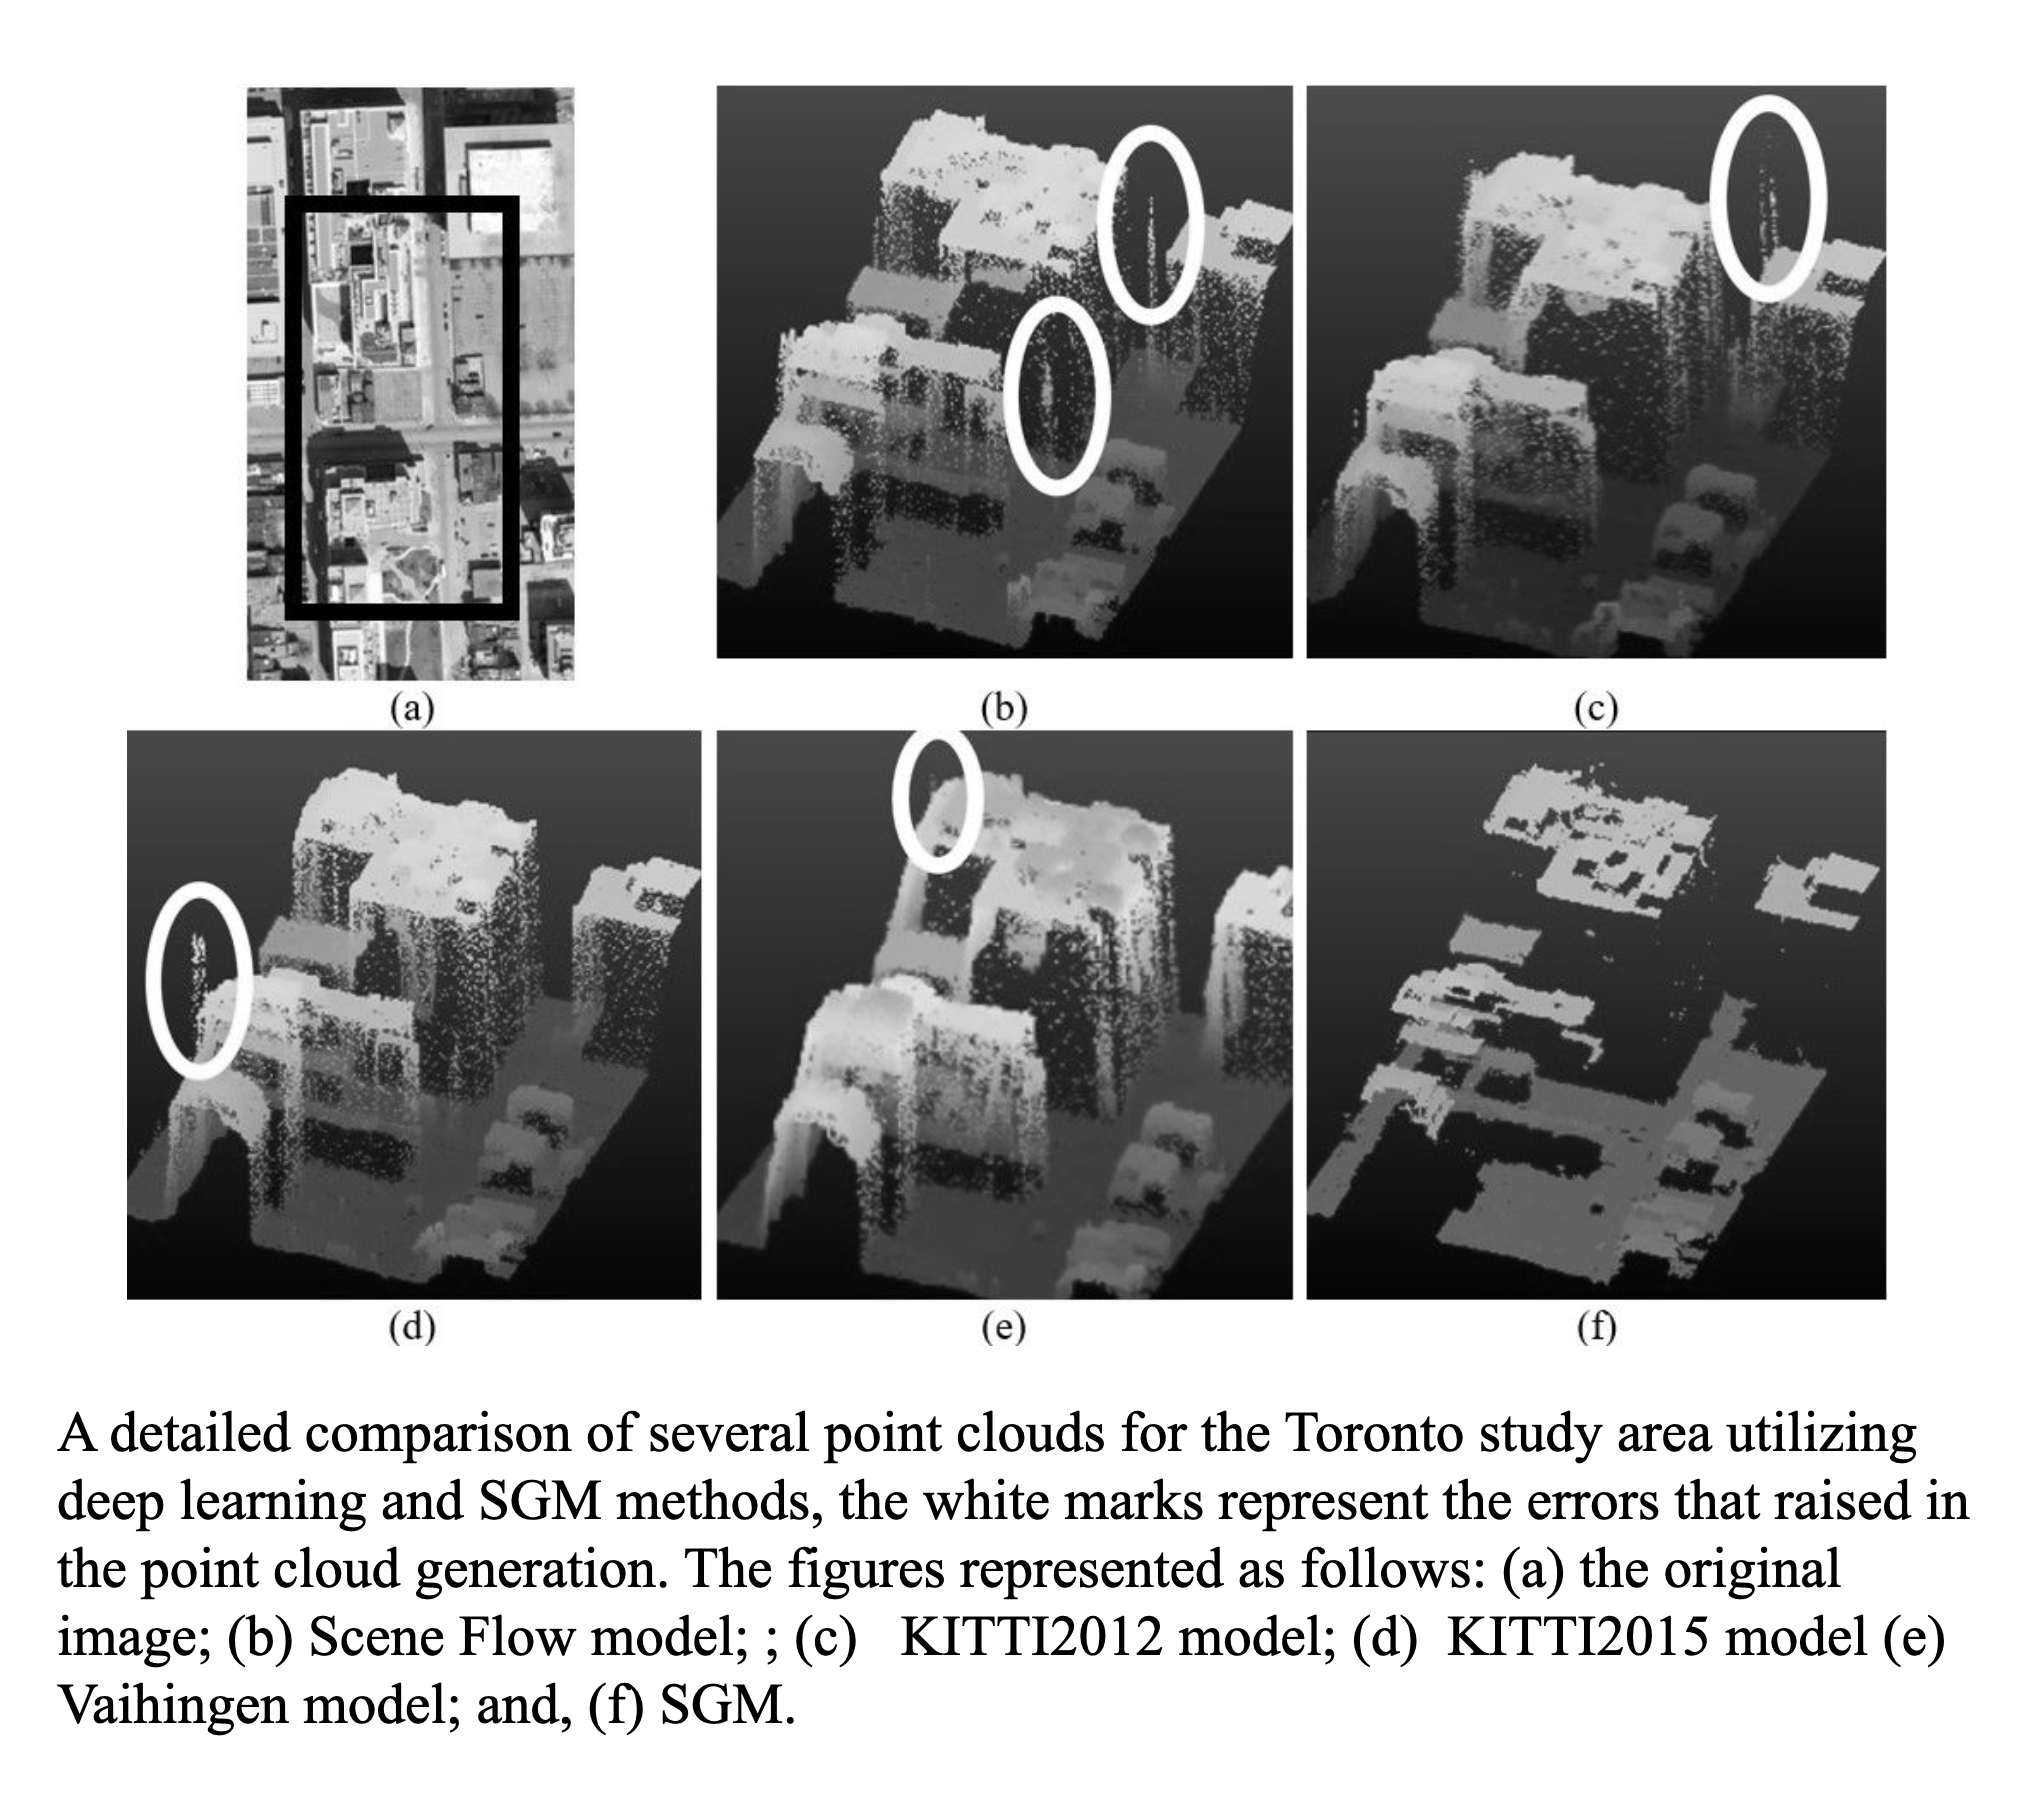 (a)
(b)
(c)
(d)
(e)
(f)
A detailed comparison of several point clouds for the Toronto study area utilizing
deep learning and SGM methods, the white marks represent the errors that raised in
the point cloud generation. The figures represented as follows: (a) the original
image; (b) Scene Flow model; ; (c) KITTI2012 model; (d) KITTI2015 model (e)
Vaihingen model; and, (f) SGM.